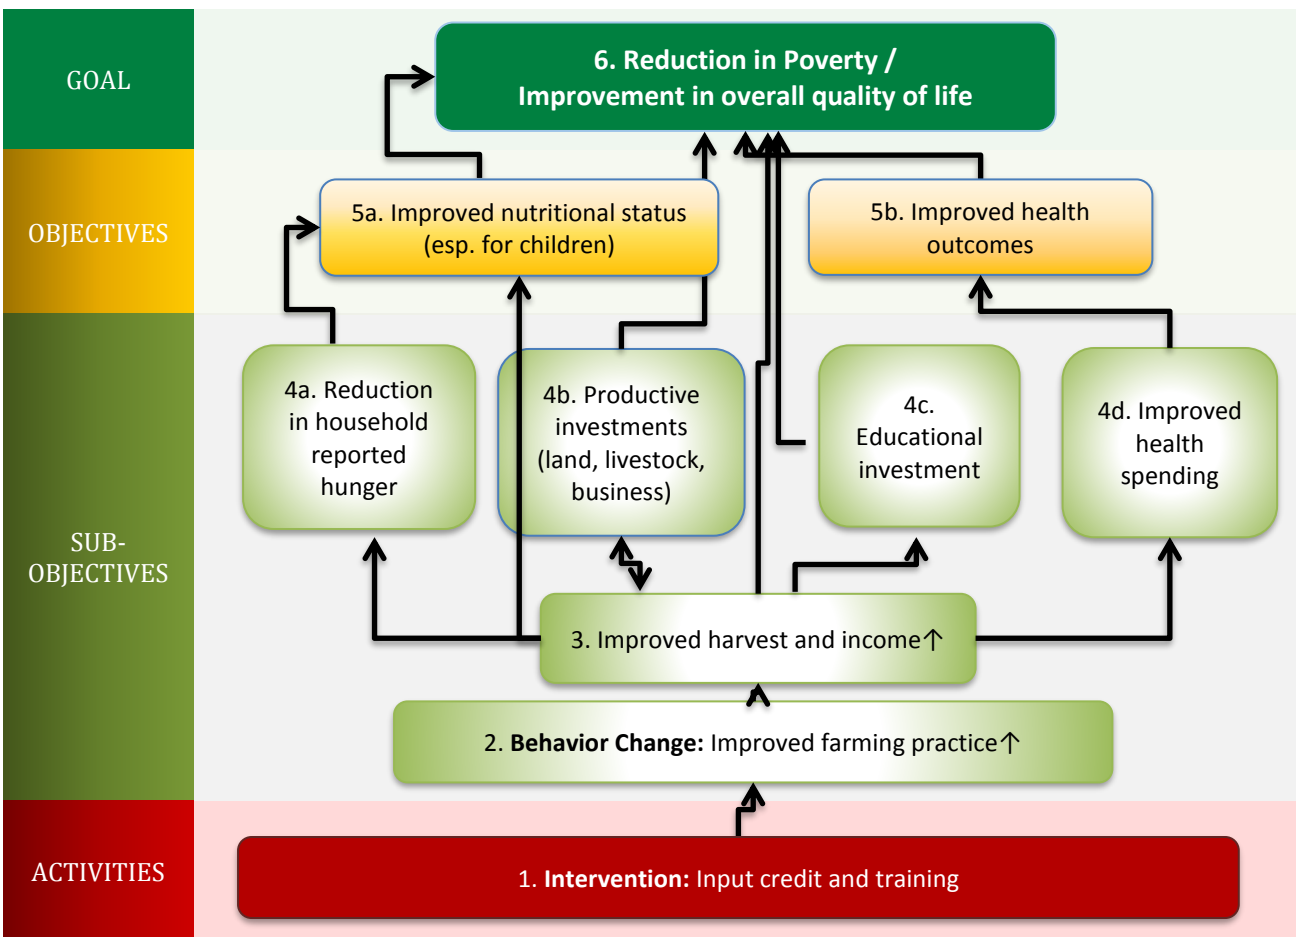 GOAL
6. Reduction in Poverty /
Improvement in overall quality of life
OBJECTIVES
5a. Improved nutritional status
(esp. for children)
5b. Improved health
outcomes
SUB-
OBJECTIVES
4a. Reduction
in household
reported
hunger
4b. Productive
investments
(land, livestock,
business)
4c.
Educational
investment
4d. Improved
health
spending
3. Improved harvest and income↑
2. Behavior Change: Improved farming practice↑
ACTIVITIES
1. Intervention: Input credit and training